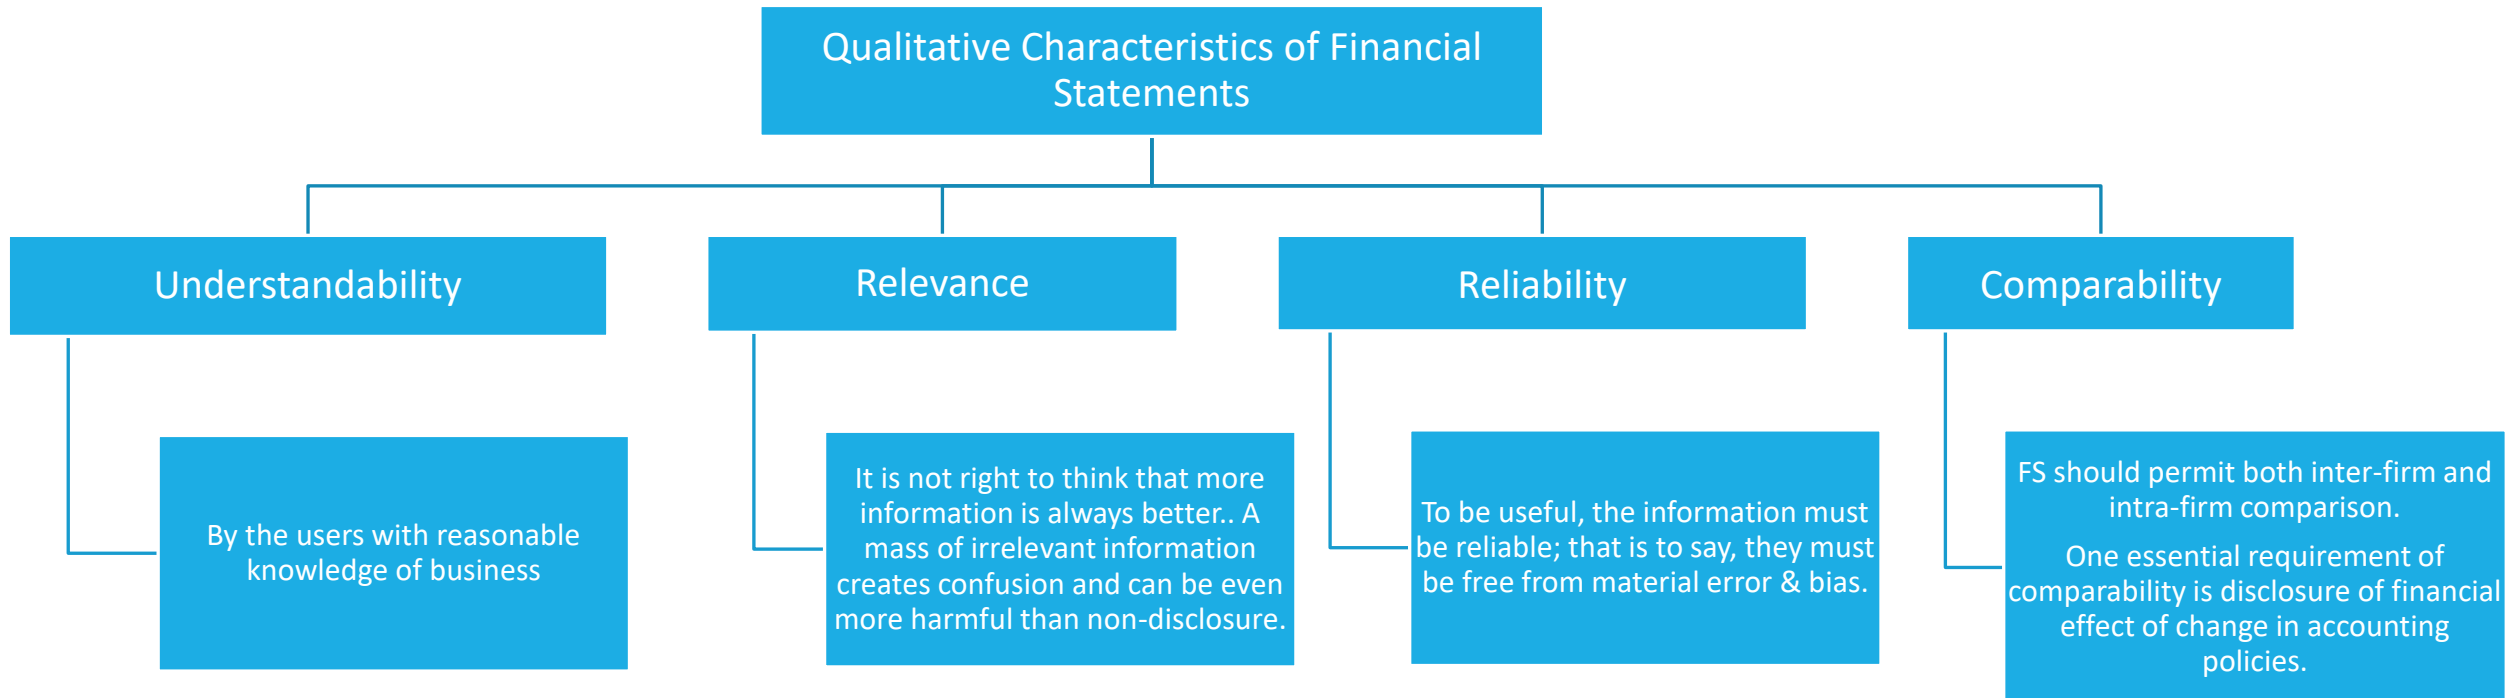 Qualitative Characteristics of Financial
Statements
Understandability
Relevance
Reliability
Comparability
By the users with reasonable
knowledge of business
It is not right to think that more
information is always better.. A
mass of irrelevant information
creates confusion and can be even
more harmful than non-disclosure.
To be useful, the information must
be reliable; that is to say, they must
be free from material error & bias.
FS should permit both inter-firm and
intra-firm comparison.
One essential requirement of
comparability is disclosure of financial
effect of change in accounting
policies.